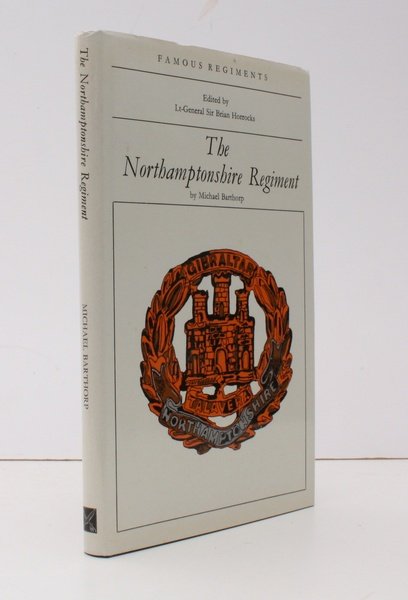 The Northamptonshire Regiment
MICHAEL BARTHORP
FAMOUS REGIMENTS
Edited by
Lt-General Sir Brian Horrocks
The
Northamptonshire Regiment
by Michael Barthorp
GIBRALTAR
TALAVERA
NORTHAMPTONSHIRE